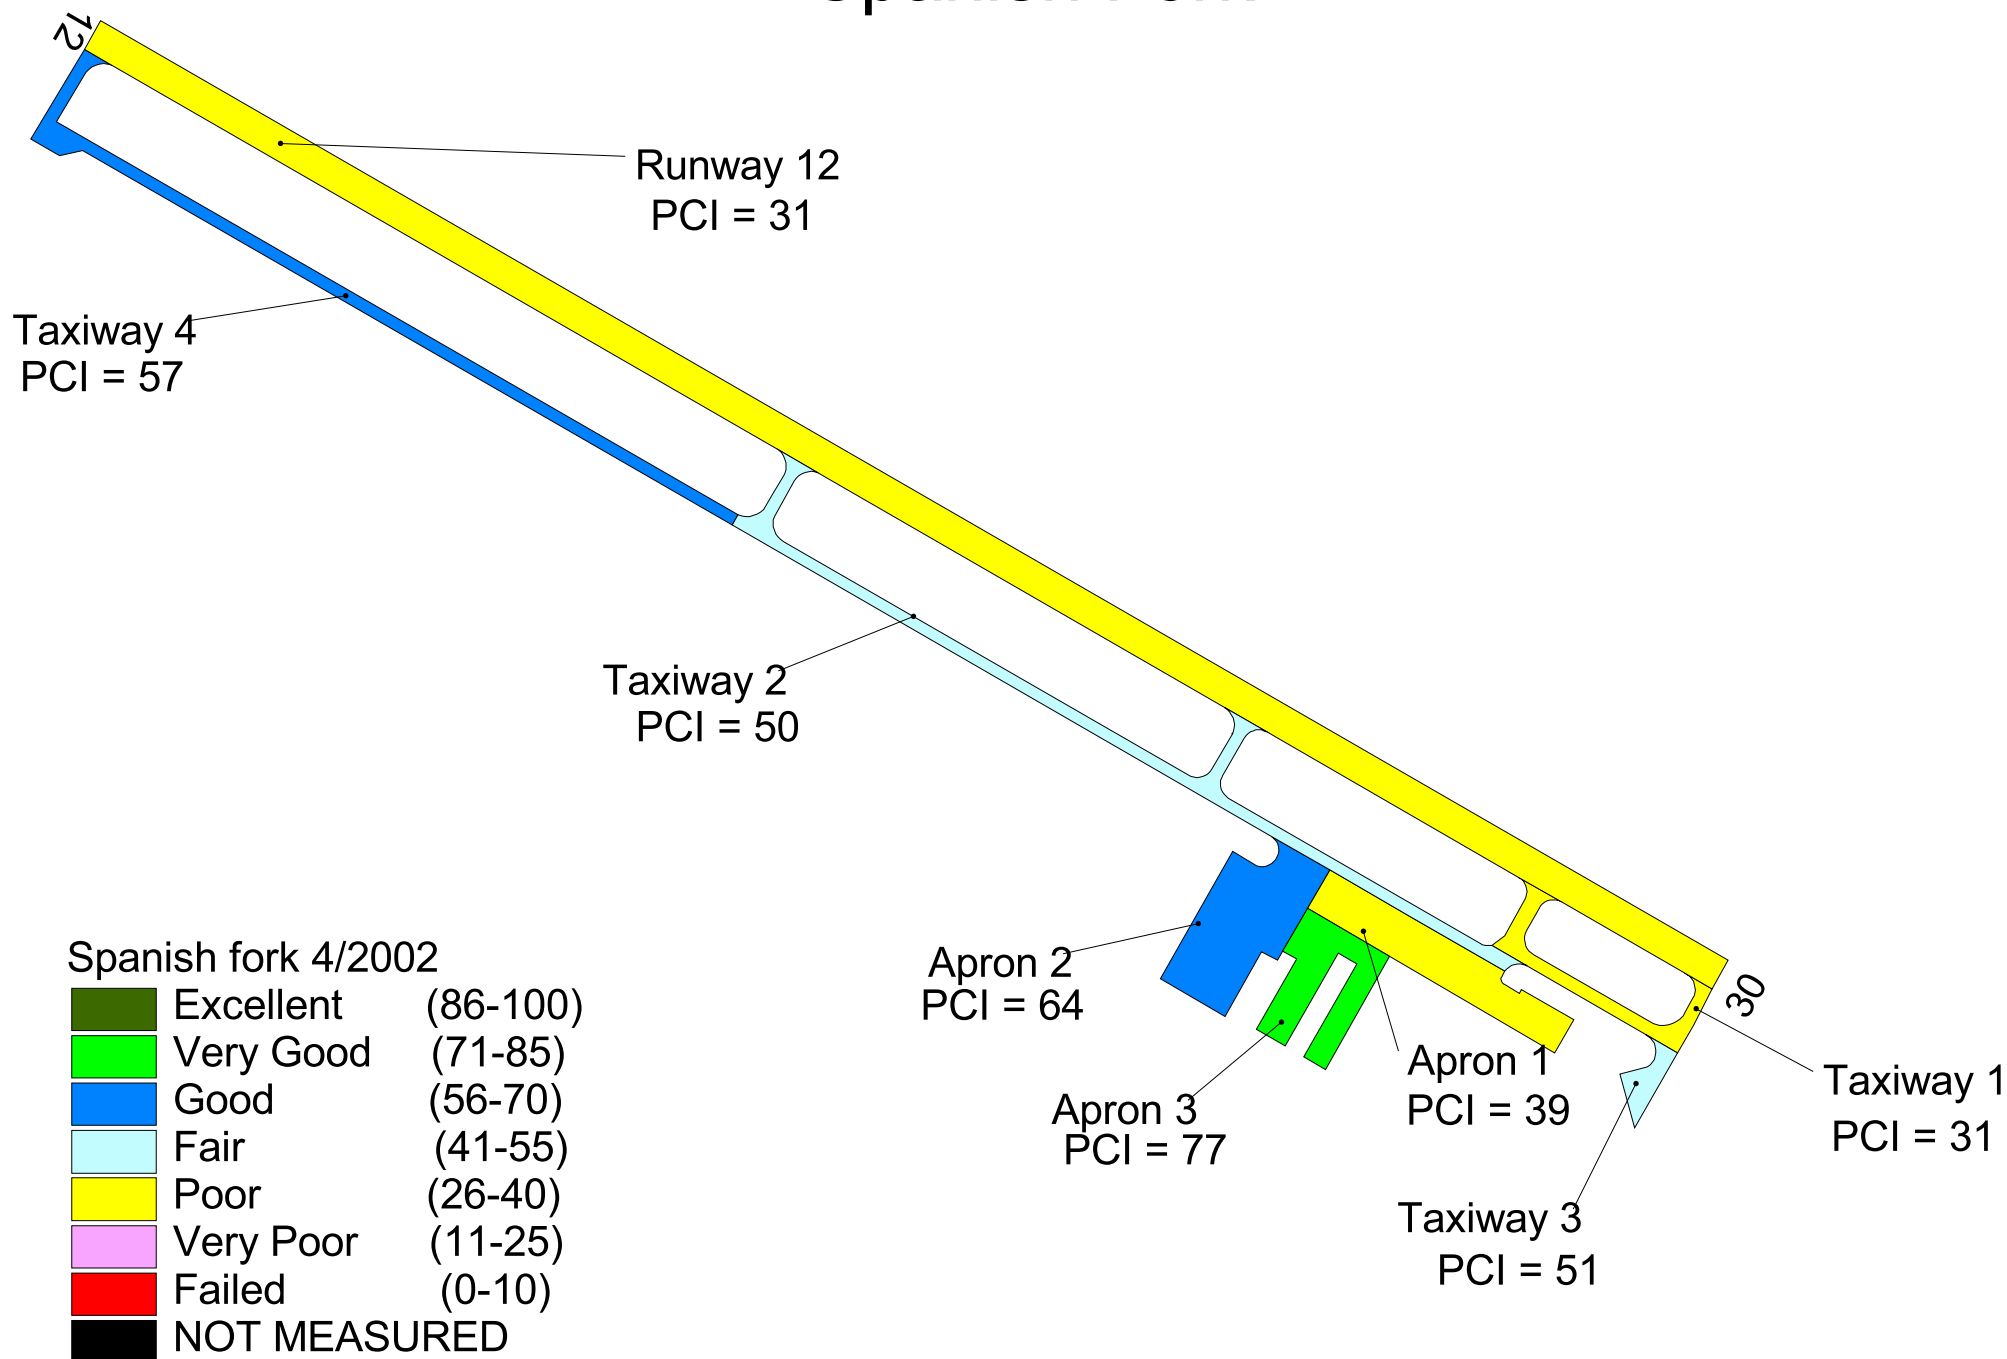 12
Runway 12
PCI = 31
Taxiway 4
PCI = 57
Taxiway 2
PCI = 50
Apron 2
PCI = 64
30
Apron 1
PCI = 39
Taxiway 1
PCI = 31
Apron 3
PCI = 77
Taxiway 3
PCI = 51
Spanish fork 4/2002
Excellent (86-100)
Very Good (71-85)
Good (56-70)
Fair (41-55)
Poor (26-40)
Very Poor (11-25)
Failed (0-10)
NOT MEASURED